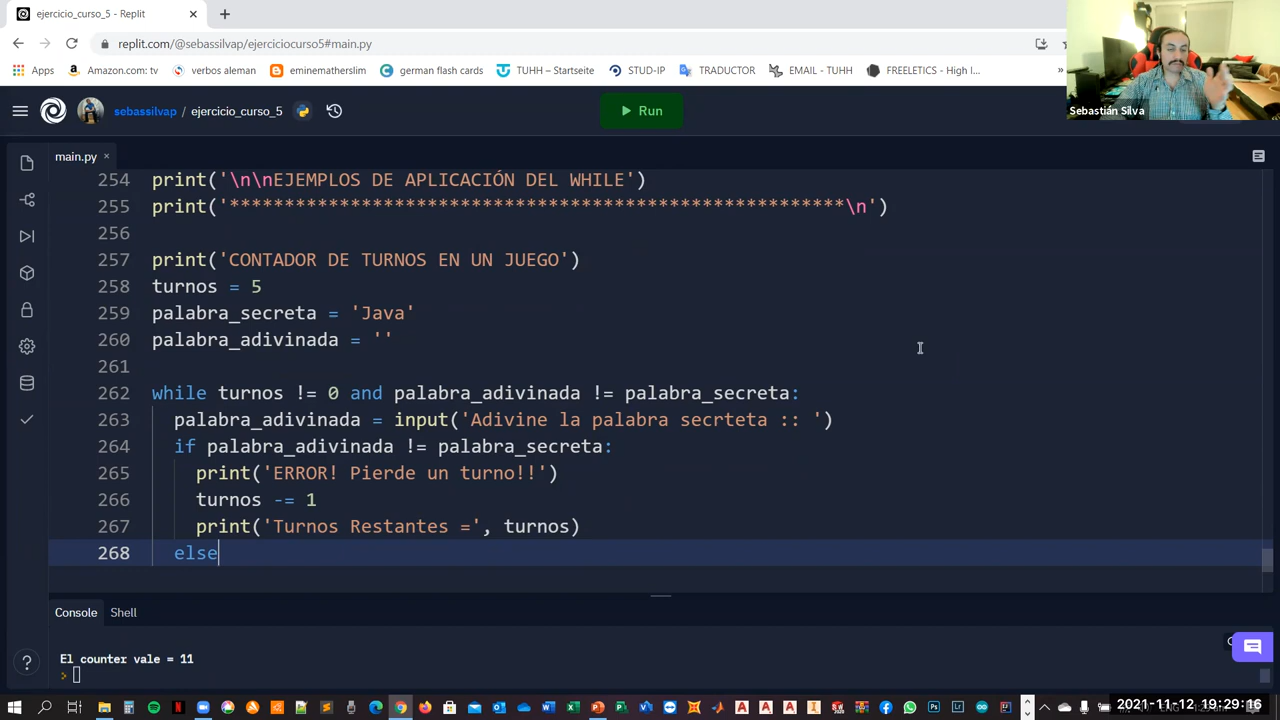 ejercicio_curso_5 - Replit
replit.com/@sebassilvap/ejerciciocurso5#main.py
Apps
Amazon.com: tv
verbos aleman
eminematherslim
german flash cards
TUHH – Startseite
STUD-IP
TRADUCTOR
EMAIL - TUHH
FREELETICS - High I...
»
Sebastián Silva
sebassilvap / ejercicio_curso_5
Run
main.py
254 print('\n\nEJEMPLOS DE APLICACIÓN DEL WHILE')
255 print('********************************************************\n')
256
257 print('CONTADOR DE TURNOS EN UN JUEGO')
258 turnos = 5
259 palabra_secreta = 'Java'
260 palabra_adivinada = ''
261
262 while turnos != 0 and palabra_adivinada != palabra_secreta:
263 palabra_adivinada = input('Adivine la palabra secrteta :: ')
264 if palabra_adivinada != palabra_secreta:
265 print('ERROR! Pierde un turno!!')
266 turnos -= 1
267 print('Turnos Restantes =', turnos)
268 else
Console
Shell
El counter vale = 11
2021-11-12 19:29:16